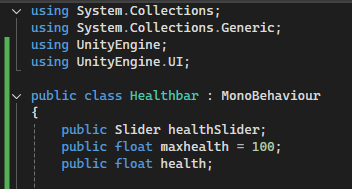 using System.Collections;
using System.Collections.Generic;
using UnityEngine;
using UnityEngine.UI;
public class Healthbar : MonoBehaviour
{
public Slider healthSlider;
public float maxhealth = 100;
public float health;